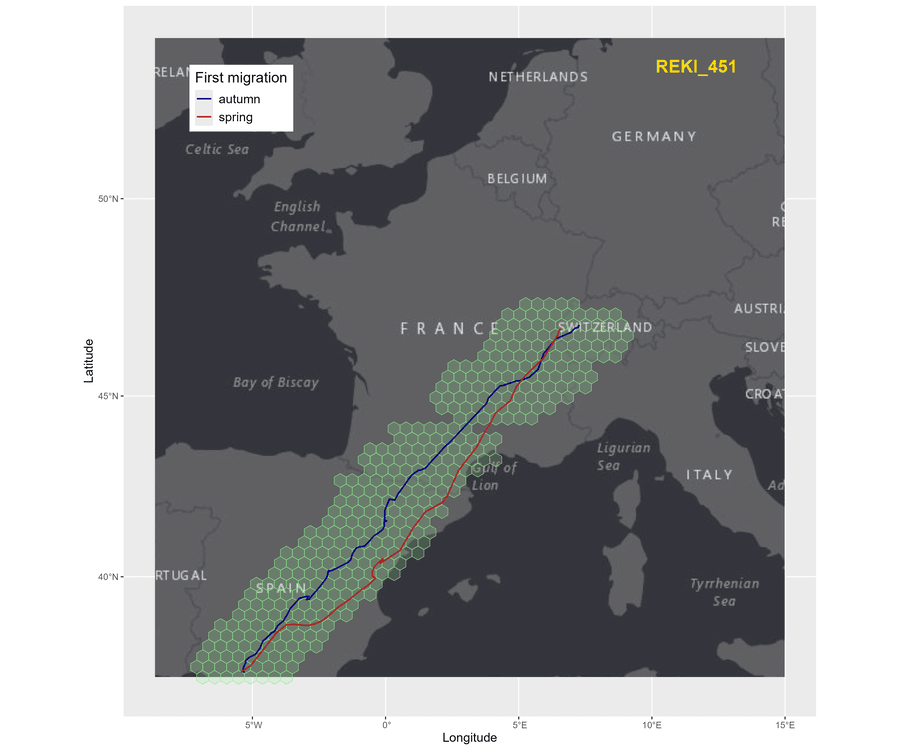 REKI_451
RELAN
First migration
autumn
spring
NETHERLANDS
GERMANY
Celtic Sea
BELGIUM
50°N
English
Channel
C
RE
AUSTRI
FRANCE
SWITZERLAND
SLOVE
Latitude
Bay of Biscay
45°N
CROAT
Ligurian
Sea
Gulf of
Lion
ITALY
Ad
40°N
RTUGAL
SPAIN
Tyrrhenian
Sea
5°W
0°
5°E
10°E
15°E
Longitude